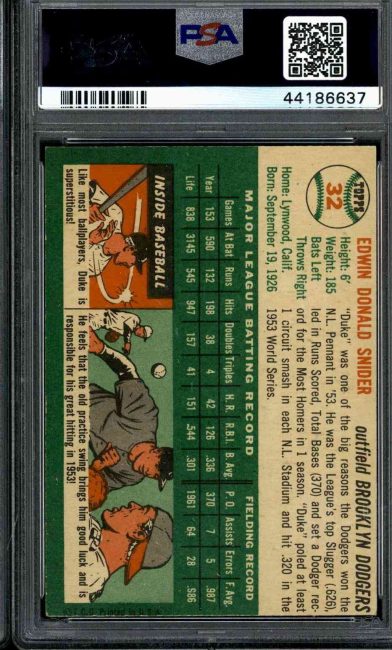 PSA
44186637
TOPPS
32
EDWIN DONALD SNIDER
outfield BROOKLYN DODGERS
Height: 6'
Weight: 185
Bats Left
Throws Right
Home: Lynwood, Calif.
Born: September 19, 1926
"Duke" was one of the big reasons the Dodgers won the
N.L. Pennant in '53. He was the League's top Slugger (.626),
led in Runs Scored, Total Bases (370) and set a Dodger rec-
ord for the Most Homers in 1 season. "Duke" poled at least
1 circuit smash in each N.L. Stadium and hit .320 in the
1953 World Series.
MAJOR LEAGUE BATTING RECORD FIELDING RECORD
Games At Bat Runs Hits Doubles Triples H.R. R.B.I. B.Avg. P.O. Assists Errors F.Avg.
Year 153 590 132 198 38 4 42 126 .336 370 7 5 .987
Life 838 3145 545 947 157 41 151 544 .301 1961 64 28 .986
INSIDE BASEBALL
Like most ballplayers, Duke is
superstitious!
He feels that the old practice swing brings him good luck and is
responsible for his great hitting in 1953!
T.C.G. Printed in U.S.A.